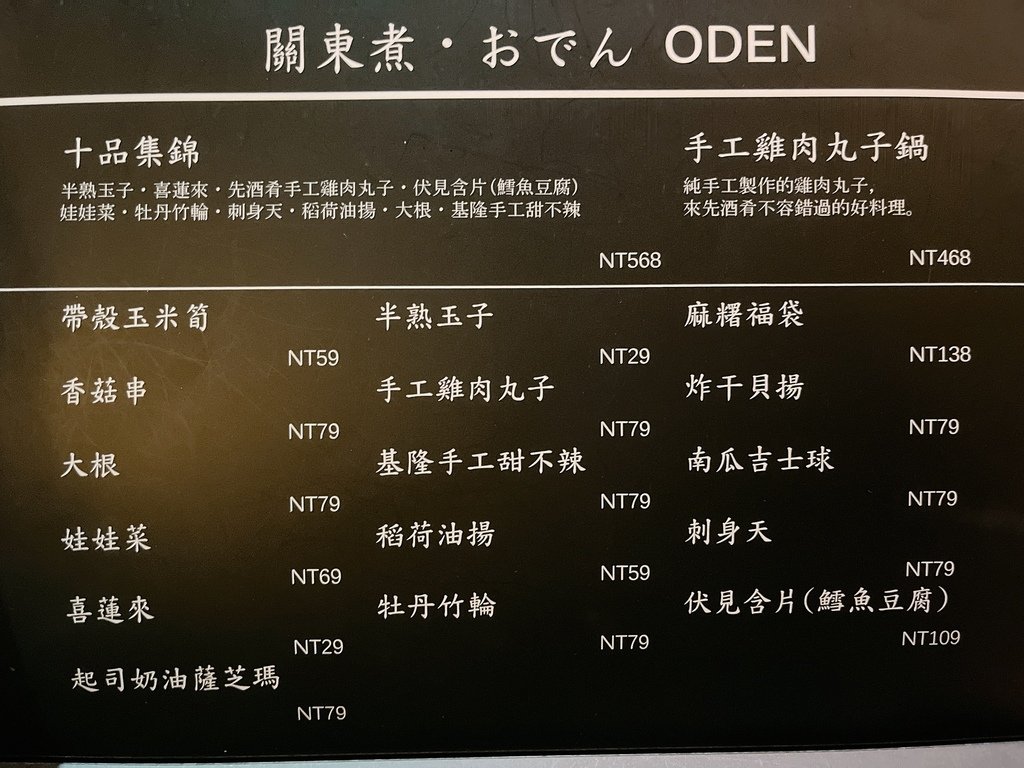 關東煮・おでん ODEN
十品集錦
半熟玉子・喜蓮來・先酒肴手工雞肉丸子・伏見含片(鱈魚豆腐)
娃娃菜・牡丹竹輪・刺身天・稻荷油揚・大根・基隆手工甜不辣
NT568
手工雞肉丸子鍋
純手工製作的雞肉丸子,
來先酒肴不容錯過的好料理。
NT468
帶殼玉米筍
NT59
香菇串
NT79
大根
NT79
娃娃菜
NT69
喜蓮來
NT29
起司奶油薩芝瑪
NT79
半熟玉子
NT29
手工雞肉丸子
NT79
基隆手工甜不辣
NT79
稻荷油揚
NT59
牡丹竹輪
NT79
麻糬福袋
NT138
炸干貝揚
NT79
南瓜吉士球
NT79
刺身天
NT79
伏見含片(鱈魚豆腐)
NT109